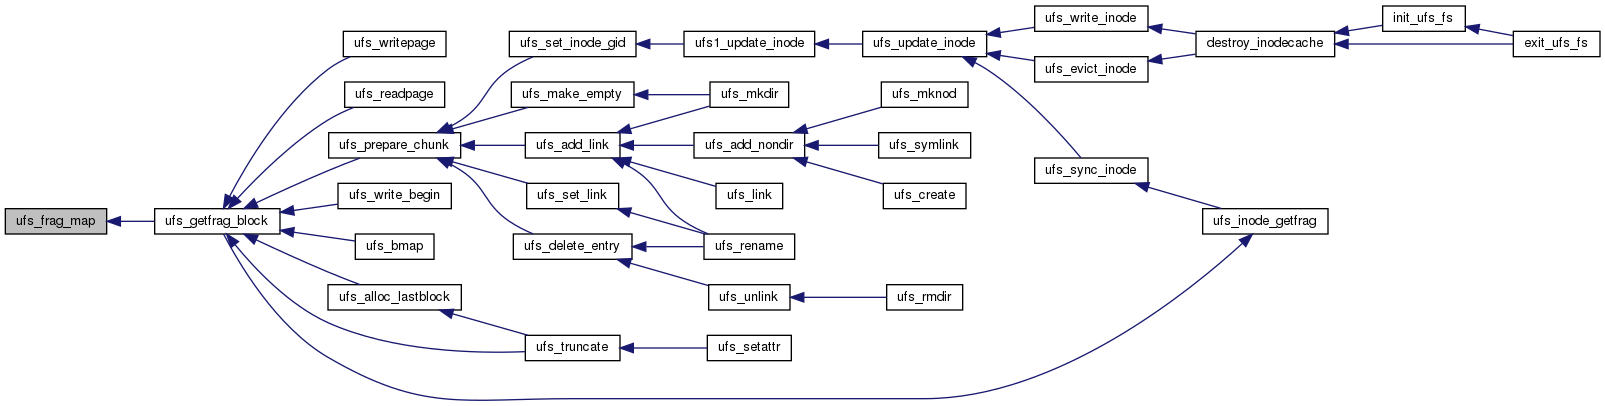 ufs_frag_map
ufs_getfrag_block
ufs_writepage
ufs_readpage
ufs_prepare_chunk
ufs_write_begin
ufs_bmap
ufs_alloc_lastblock
ufs_set_inode_gid
ufs_make_empty
ufs_add_link
ufs_set_link
ufs_delete_entry
ufs_truncate
ufs1_update_inode
ufs_mkdir
ufs_add_nondir
ufs_link
ufs_rename
ufs_unlink
ufs_setattr
ufs_update_inode
ufs_mknod
ufs_symlink
ufs_create
ufs_rmdir
ufs_write_inode
ufs_evict_inode
ufs_sync_inode
destroy_inodecache
ufs_inode_getfrag
init_ufs_fs
exit_ufs_fs